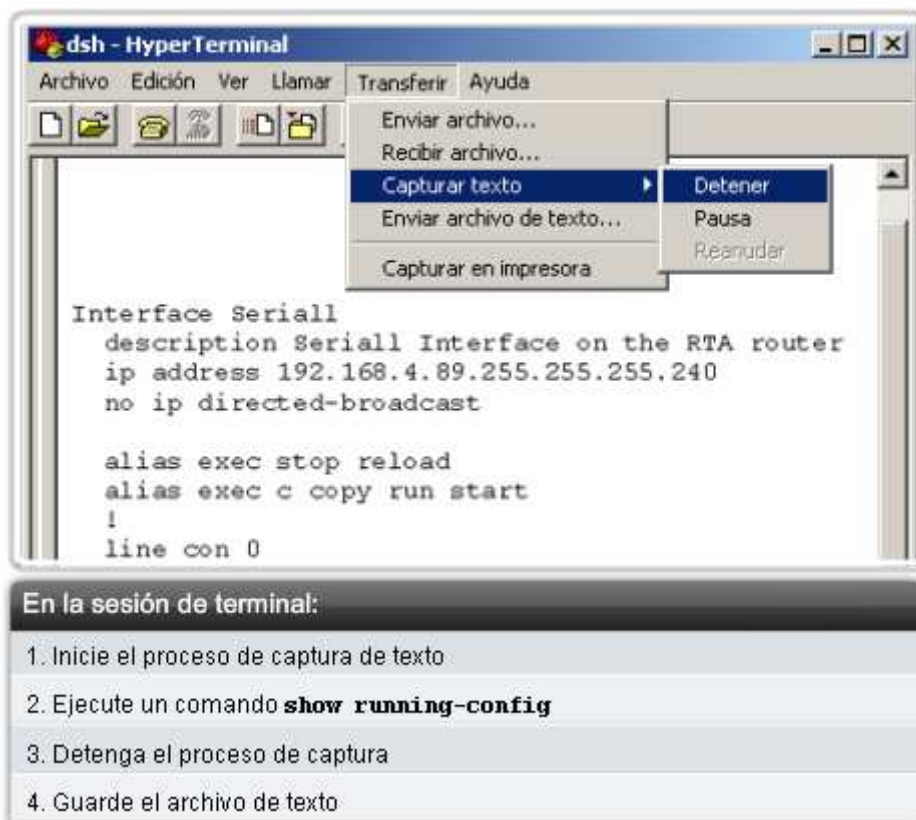 dsh - HyperTerminal
Archivo Edición Ver Llamar Transferir Ayuda
Enviar archivo...
Recibir archivo...
Capturar texto
Detener
Enviar archivo de texto...
Pausa
Reanudar
Capturar en impresora
Interface Seriall
description Seriall Interface on the RTA router
ip address 192.168.4.89.255.255.255.240
no ip directed-broadcast
alias exec stop reload
alias exec c copy run start
!
line con 0
En la sesión de terminal:
1. Inicie el proceso de captura de texto
2. Ejecute un comando show running-config
3. Detenga el proceso de captura
4. Guarde el archivo de texto